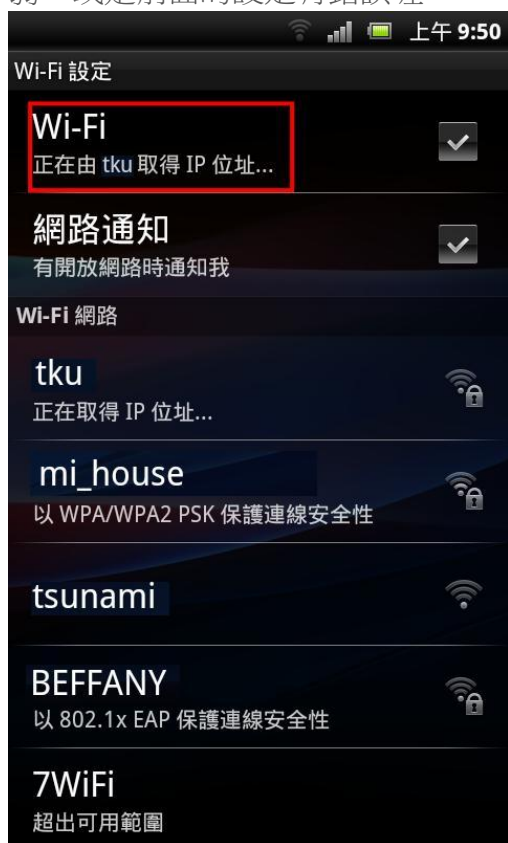 上午 9:50
Wi-Fi 設定
Wi-Fi
正在由 tku 取得 IP 位址...
網路通知
有開放網路時通知我
Wi-Fi 網路
tku
正在取得 IP 位址...
mi_house
以 WPA/WPA2 PSK 保護連線安全性
tsunami
BEFFANY
以 802.1x EAP 保護連線安全性
7WiFi
超出可用範圍